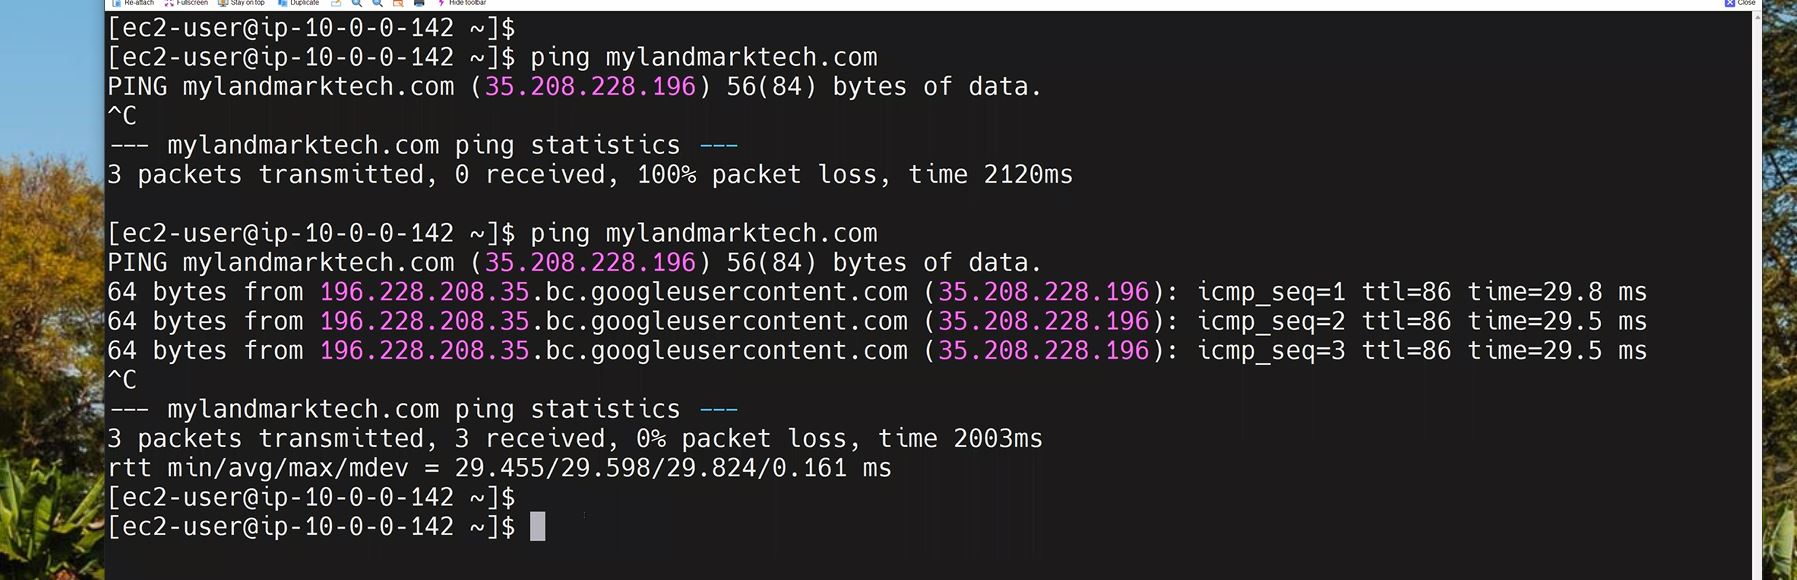 Re-attach Fullscreen Stay on top Duplicate Hide toolbar Close
[ec2-user@ip-10-0-0-142 ~]$
[ec2-user@ip-10-0-0-142 ~]$ ping mylandmarktech.com
PING mylandmarktech.com (35.208.228.196) 56(84) bytes of data.
^C
--- mylandmarktech.com ping statistics ---
3 packets transmitted, 0 received, 100% packet loss, time 2120ms
[ec2-user@ip-10-0-0-142 ~]$ ping mylandmarktech.com
PING mylandmarktech.com (35.208.228.196) 56(84) bytes of data.
64 bytes from 196.228.208.35.bc.googleusercontent.com (35.208.228.196): icmp_seq=1 ttl=86 time=29.8 ms
64 bytes from 196.228.208.35.bc.googleusercontent.com (35.208.228.196): icmp_seq=2 ttl=86 time=29.5 ms
64 bytes from 196.228.208.35.bc.googleusercontent.com (35.208.228.196): icmp_seq=3 ttl=86 time=29.5 ms
^C
--- mylandmarktech.com ping statistics ---
3 packets transmitted, 3 received, 0% packet loss, time 2003ms
rtt min/avg/max/mdev = 29.455/29.598/29.824/0.161 ms
[ec2-user@ip-10-0-0-142 ~]$
[ec2-user@ip-10-0-0-142 ~]$